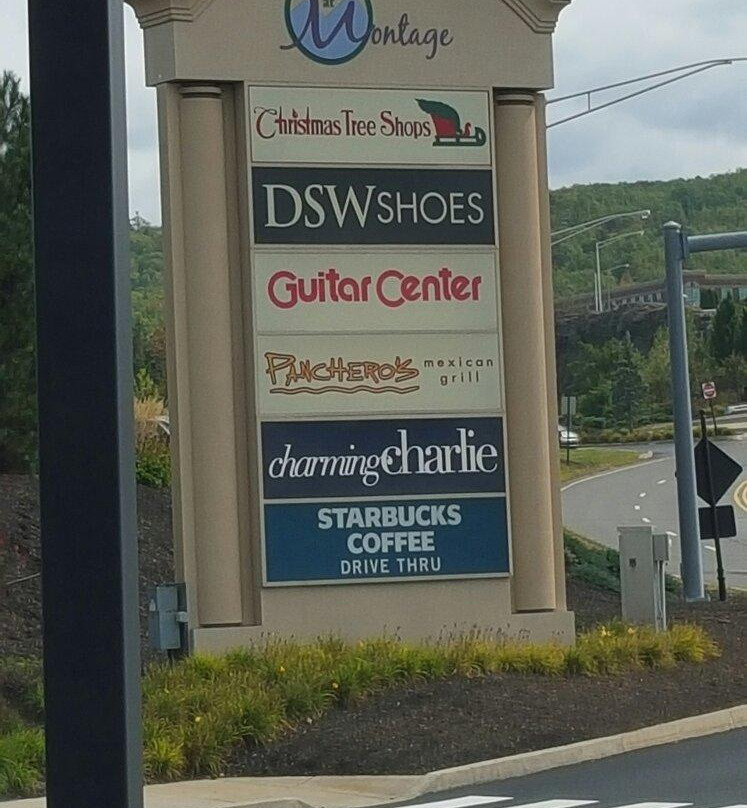 at
Montage
Christmas Tree Shops
DSW SHOES
Guitar Center
PANCHERO'S mexican
grill
charming charlie
STARBUCKS
COFFEE
DRIVE THRU